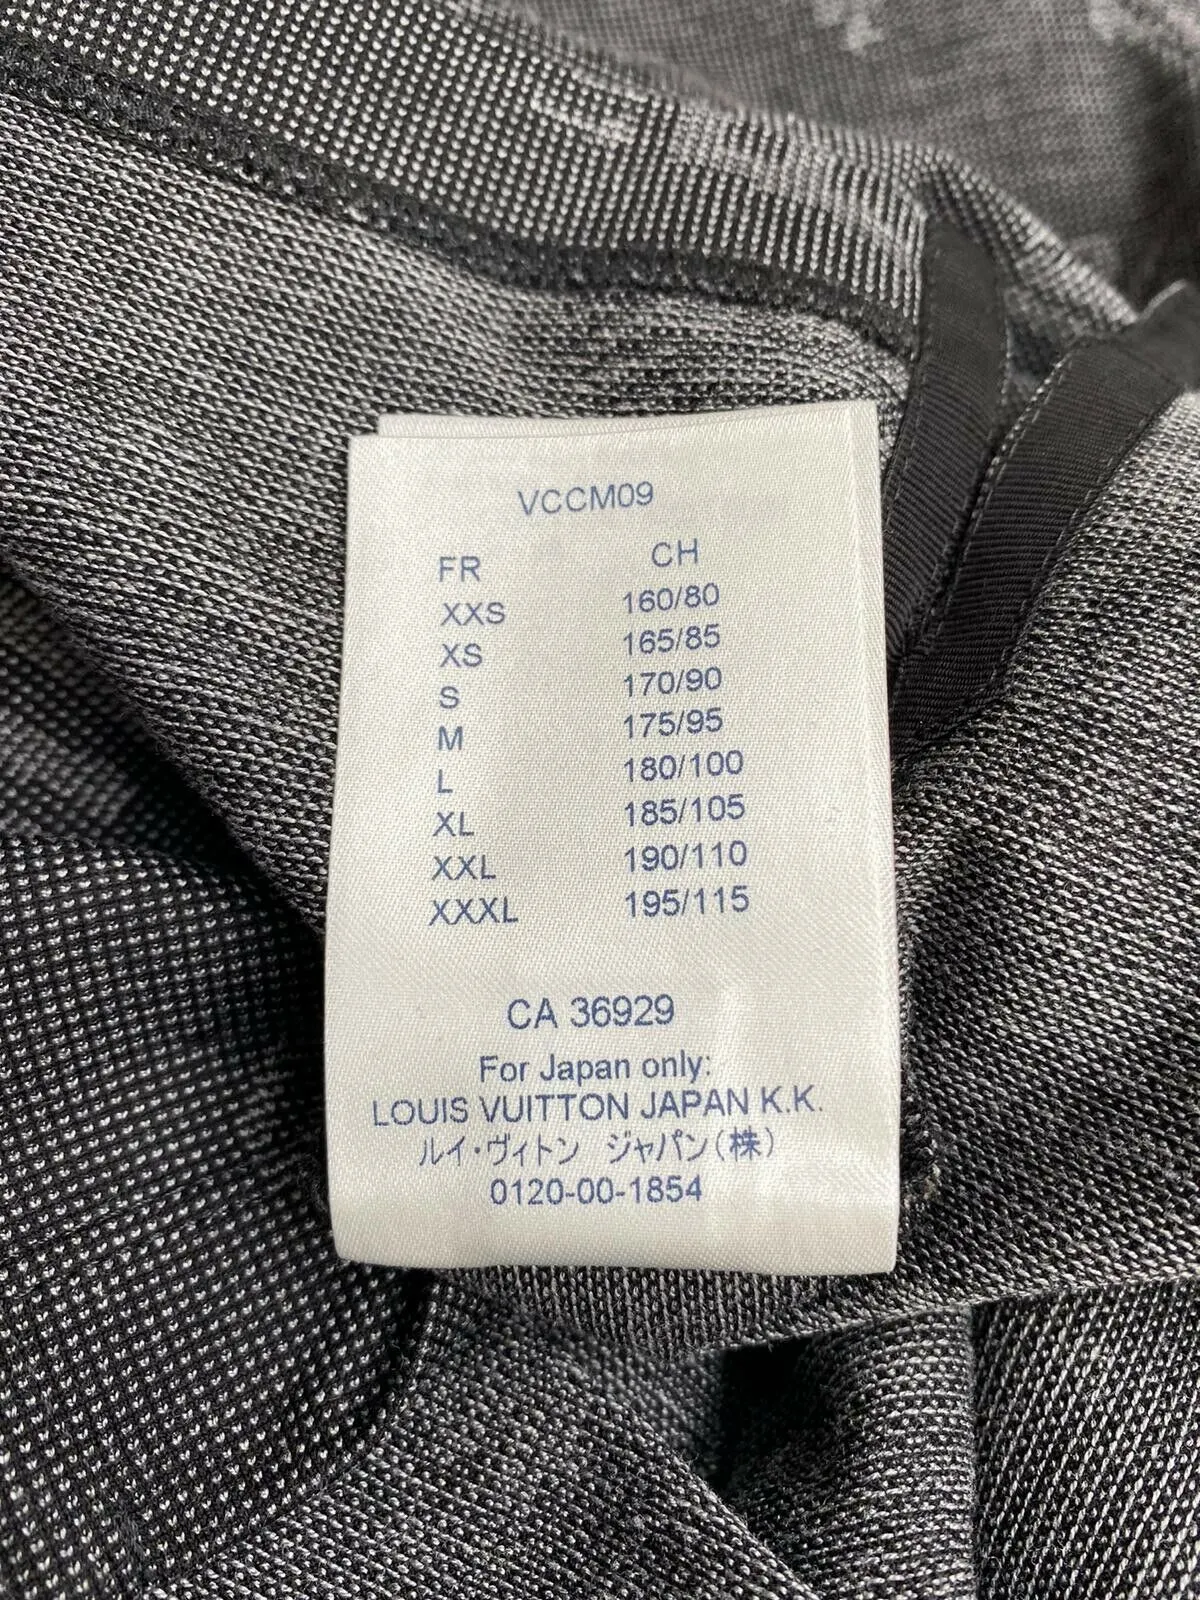 VCCM09
FR CH
XXS 160/80
XS 165/85
S 170/90
M 175/95
L 180/100
XL 185/105
XXL 190/110
XXXL 195/115
CA 36929
For Japan only:
LOUIS VUITTON JAPAN K.K.
ルイ・ヴィトン ジャパン(株)
0120-00-1854